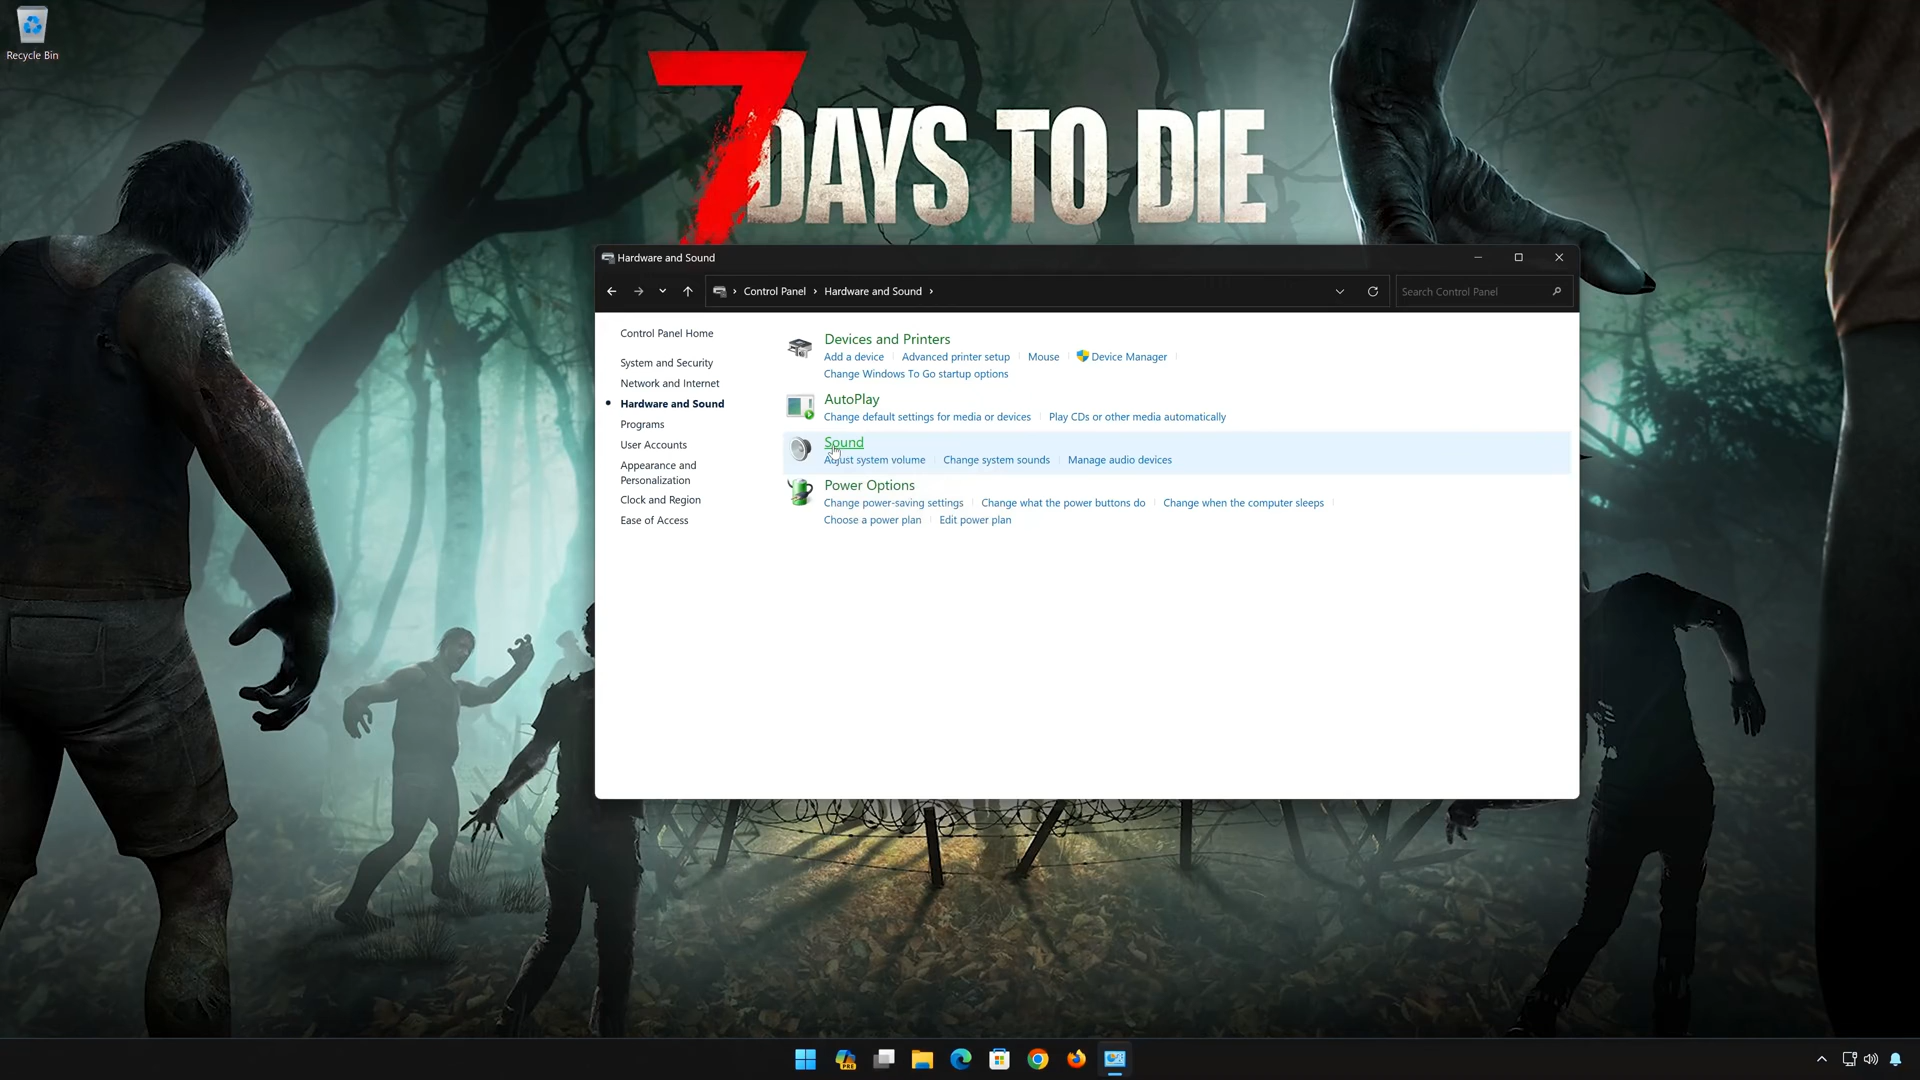 Recycle Bin
7 DAYS TO DIE
Hardware and Sound
Control Panel Hardware and Sound
Search Control Panel
Control Panel Home
System and Security
Network and Internet
Hardware and Sound
Programs
User Accounts
Appearance and
Personalization
Clock and Region
Ease of Access
Devices and Printers
Add a device Advanced printer setup Mouse Device Manager
Change Windows To Go startup options
AutoPlay
Change default settings for media or devices Play CDs or other media automatically
Sound
Adjust system volume Change system sounds Manage audio devices
Power Options
Change power-saving settings Change what the power buttons do Change when the computer sleeps
Choose a power plan Edit power plan
PRE